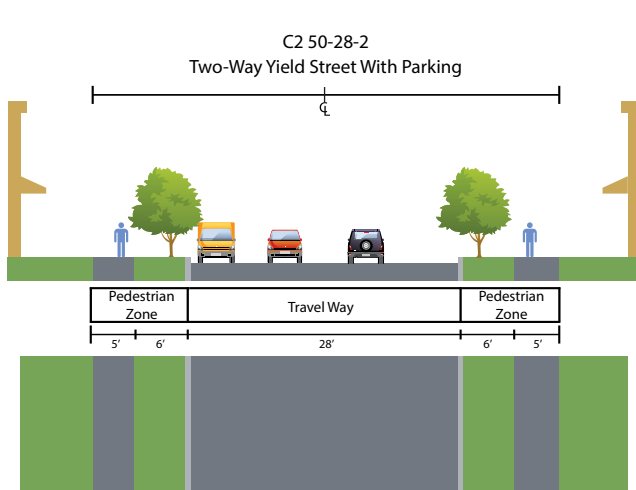 C2 50-28-2
Two-Way Yield Street With Parking
℄
Pedestrian
Zone
Travel Way
Pedestrian
Zone
5’ 6’ 28’ 6’ 5’